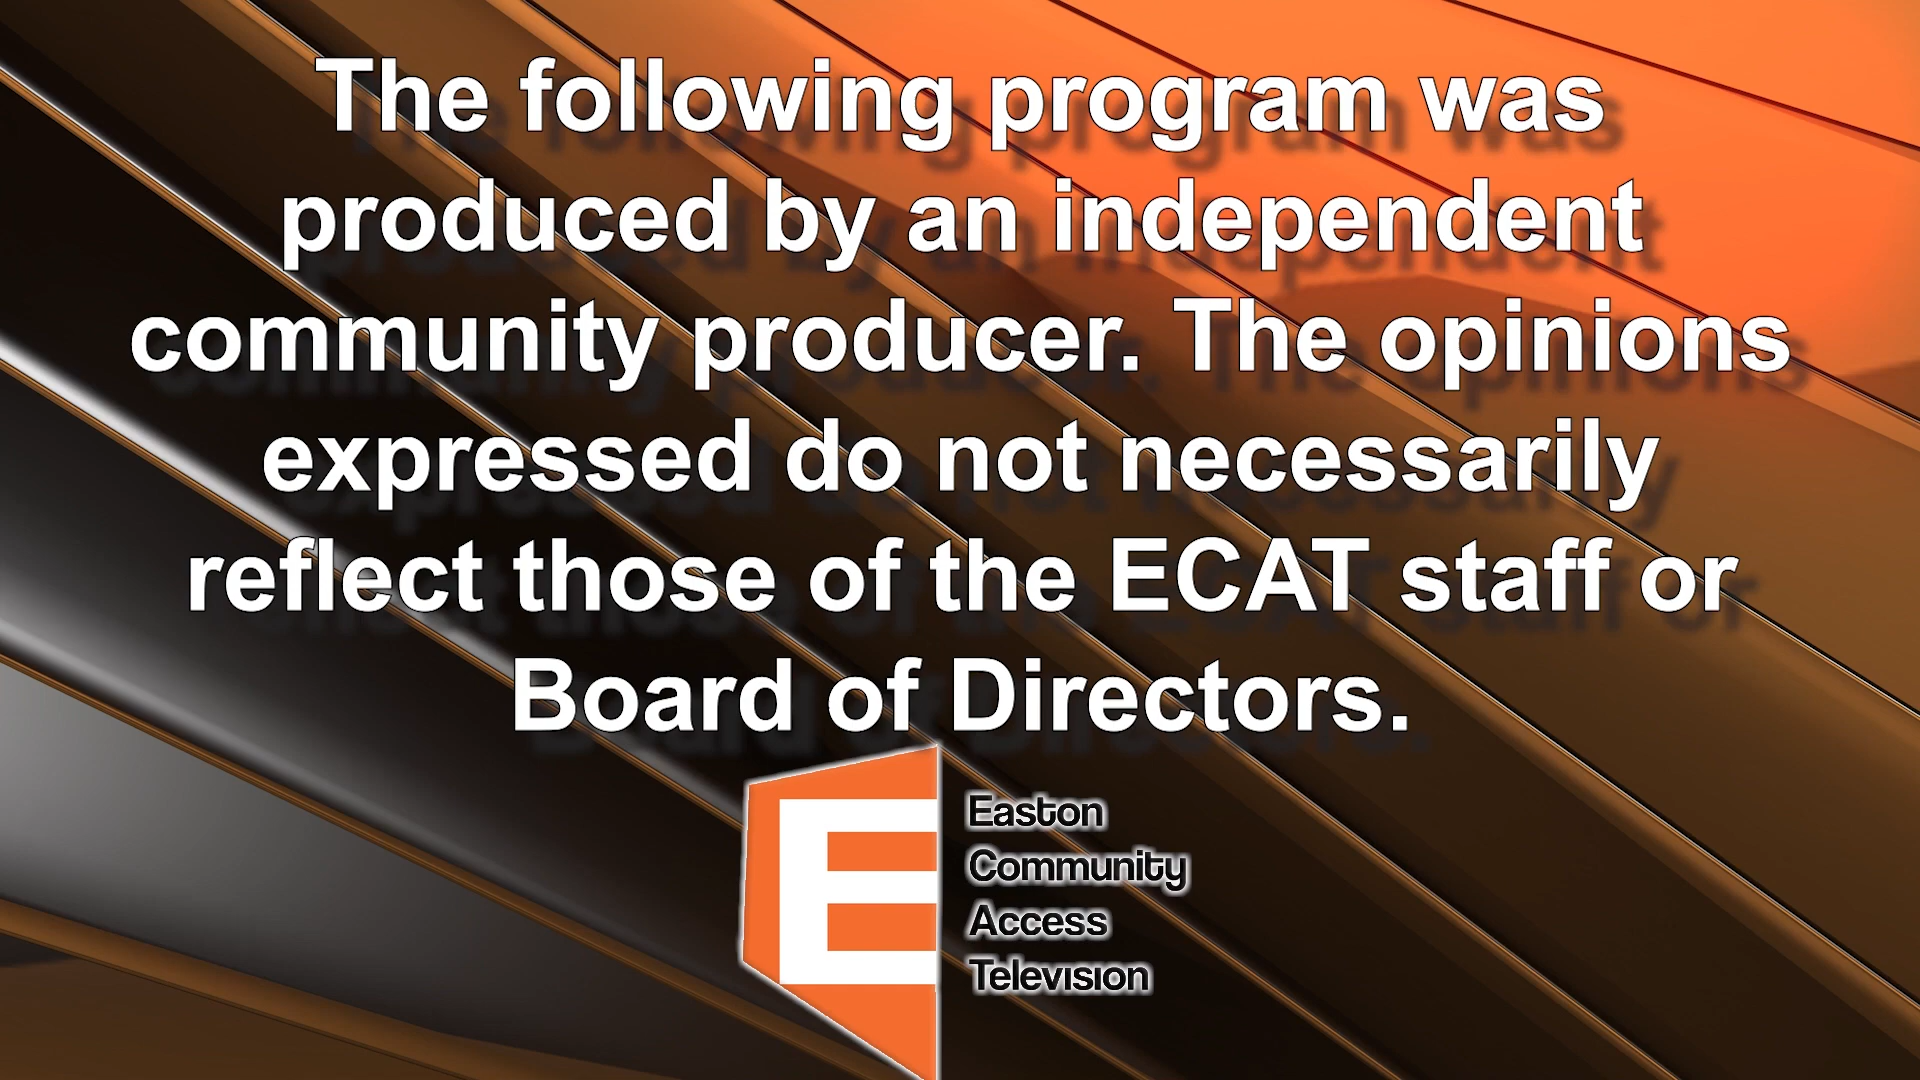 The following program was
produced by an independent
community producer. The opinions
expressed do not necessarily
reflect those of the ECAT staff or
Board of Directors.
E
Easton
Community
Access
Television